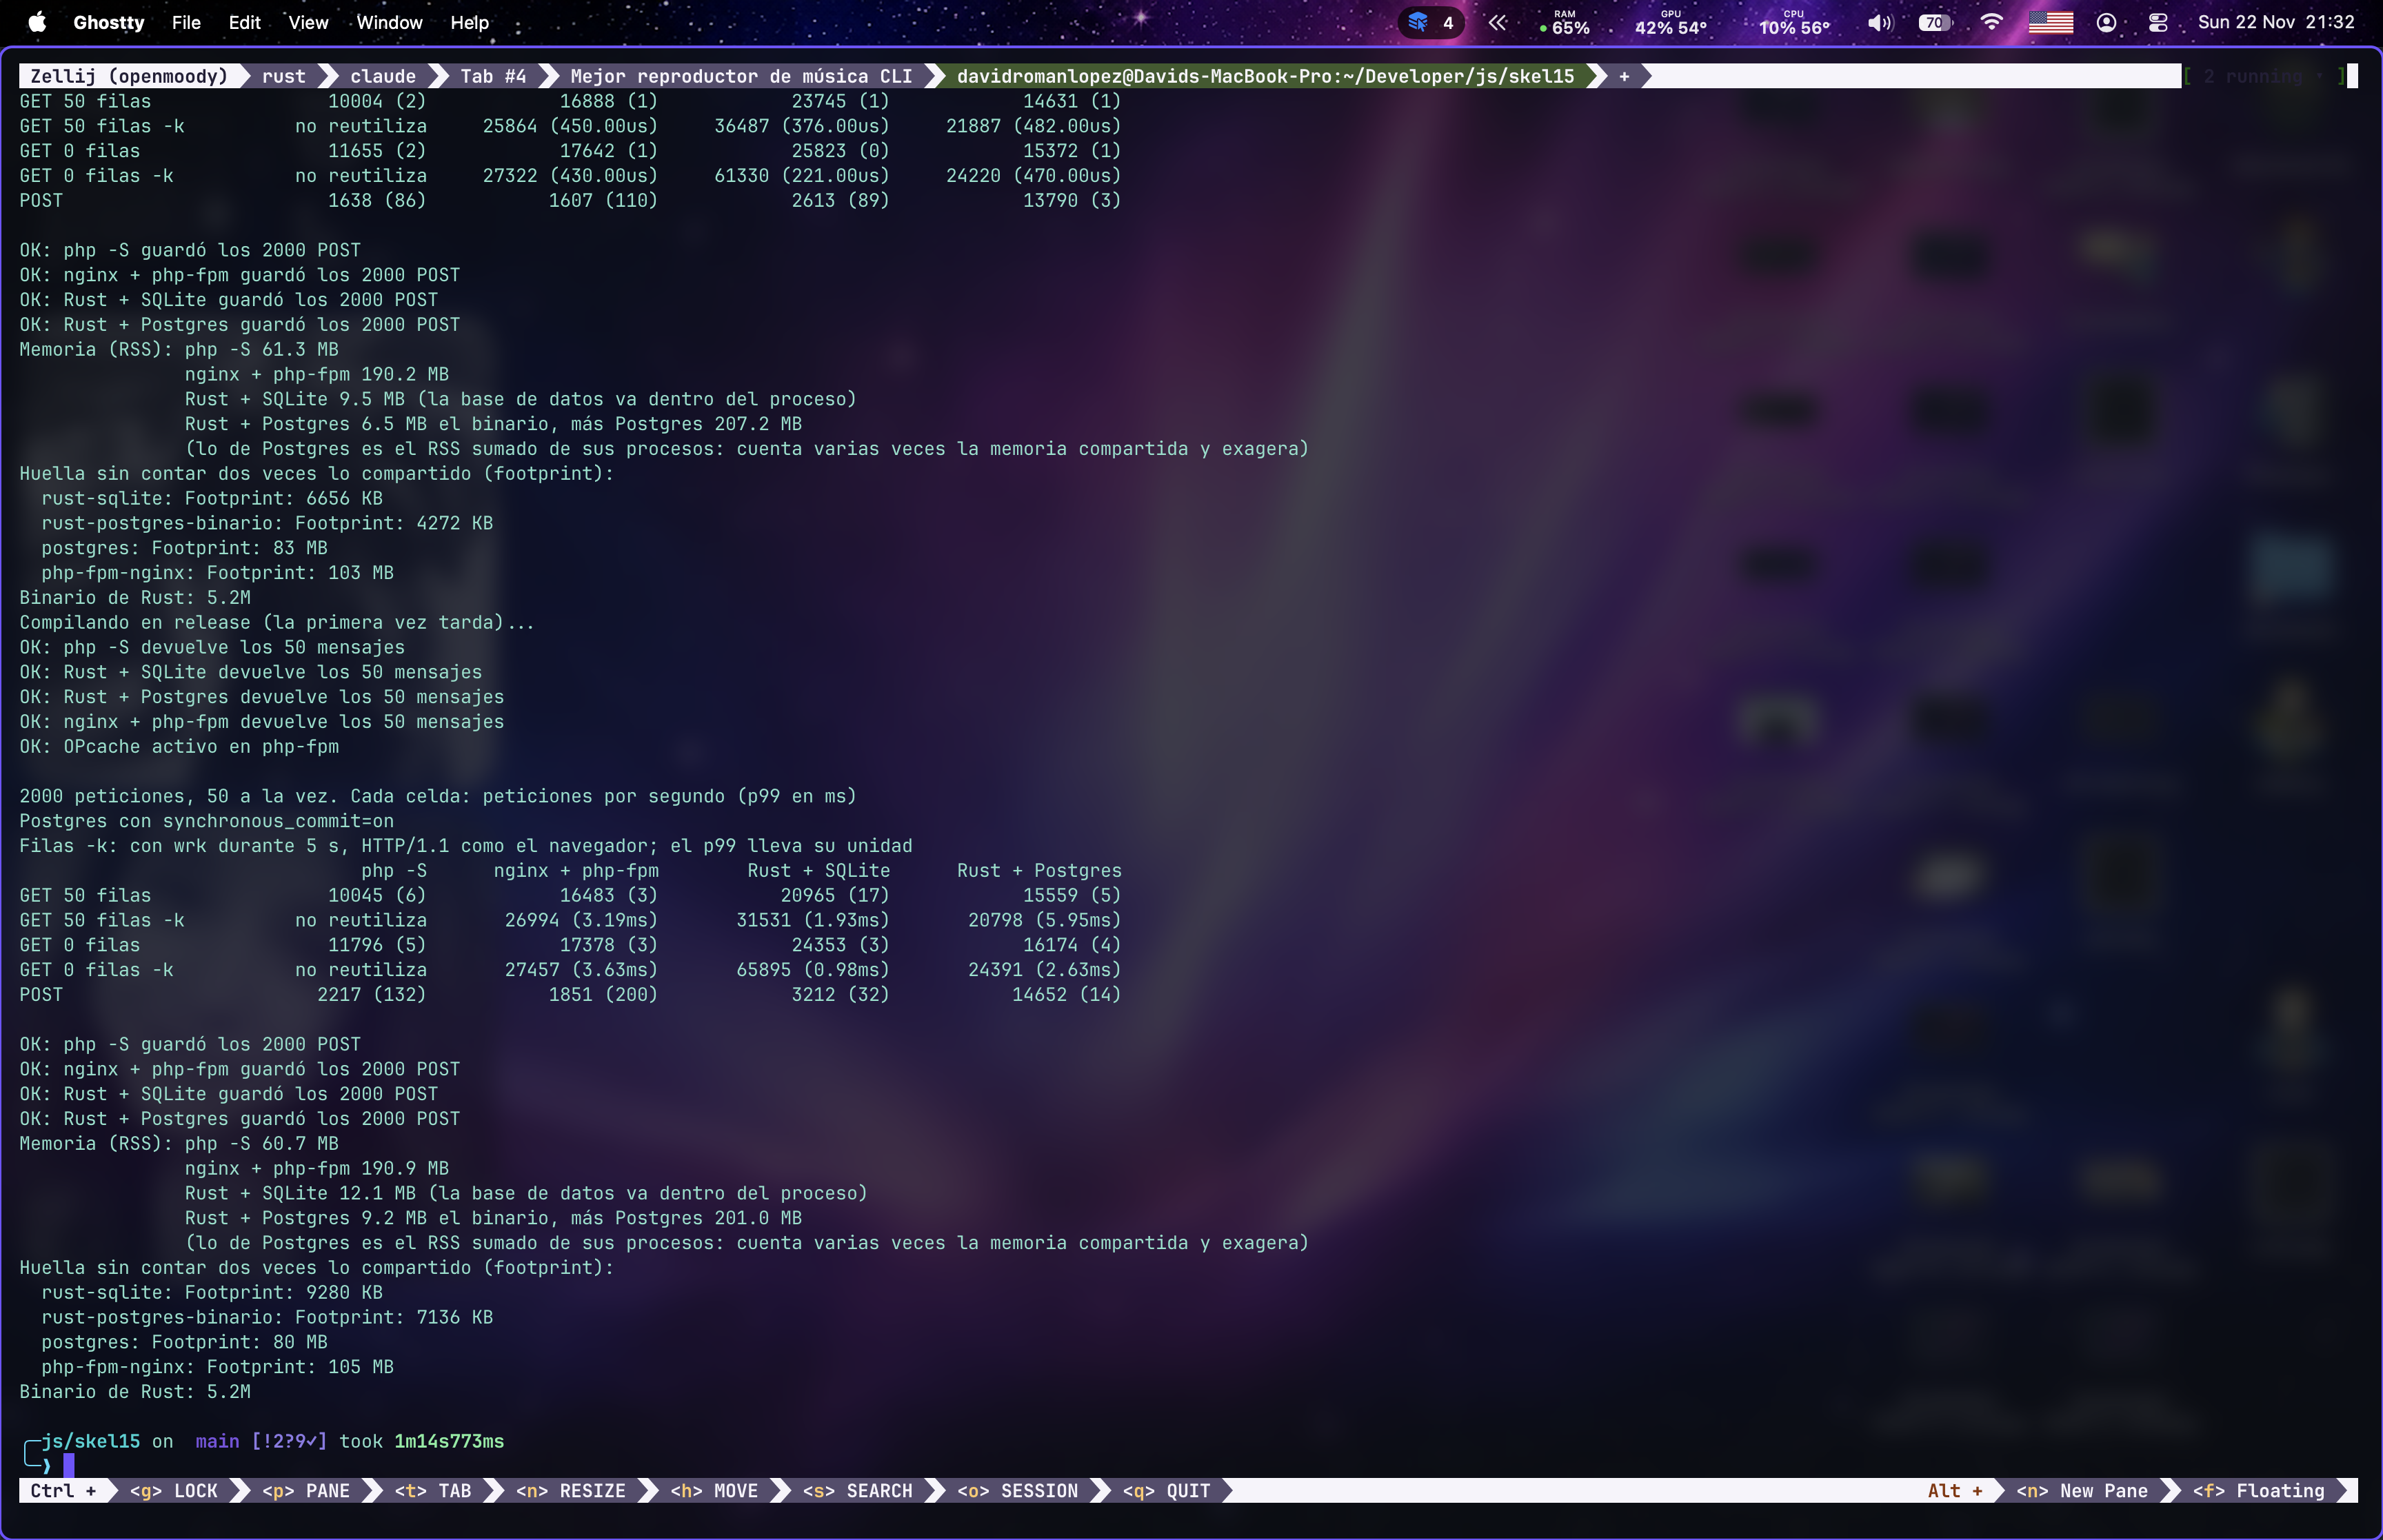 Ghostty File Edit View Window Help 4 RAM 65% GPU 42% 54° CPU 10% 56° 70 Sun 22 Nov 21:32
Zellij (openmoody) rust claude Tab #4 Mejor reproductor de música CLI davidromanlopez@Davids-MacBook-Pro:~/Developer/js/skel15 + [ 2 running · ]
GET 50 filas 10004 (2) 16888 (1) 23745 (1) 14631 (1)
GET 50 filas -k no reutiliza 25864 (450.00us) 36487 (376.00us) 21887 (482.00us)
GET 0 filas 11655 (2) 17642 (1) 25823 (0) 15372 (1)
GET 0 filas -k no reutiliza 27322 (430.00us) 61330 (221.00us) 24220 (470.00us)
POST 1638 (86) 1607 (110) 2613 (89) 13790 (3)
OK: php -S guardó los 2000 POST
OK: nginx + php-fpm guardó los 2000 POST
OK: Rust + SQLite guardó los 2000 POST
OK: Rust + Postgres guardó los 2000 POST
Memoria (RSS): php -S 61.3 MB
nginx + php-fpm 190.2 MB
Rust + SQLite 9.5 MB (la base de datos va dentro del proceso)
Rust + Postgres 6.5 MB el binario, más Postgres 207.2 MB
(lo de Postgres es el RSS sumado de sus procesos: cuenta varias veces la memoria compartida y exagera)
Huella sin contar dos veces lo compartido (footprint):
rust-sqlite: Footprint: 6656 KB
rust-postgres-binario: Footprint: 4272 KB
postgres: Footprint: 83 MB
php-fpm-nginx: Footprint: 103 MB
Binario de Rust: 5.2M
Compilando en release (la primera vez tarda)...
OK: php -S devuelve los 50 mensajes
OK: Rust + SQLite devuelve los 50 mensajes
OK: Rust + Postgres devuelve los 50 mensajes
OK: nginx + php-fpm devuelve los 50 mensajes
OK: OPcache activo en php-fpm
2000 peticiones, 50 a la vez. Cada celda: peticiones por segundo (p99 en ms)
Postgres con synchronous_commit=on
Filas -k: con wrk durante 5 s, HTTP/1.1 como el navegador; el p99 lleva su unidad
php -S nginx + php-fpm Rust + SQLite Rust + Postgres
GET 50 filas 10045 (6) 16483 (3) 20965 (17) 15559 (5)
GET 50 filas -k no reutiliza 26994 (3.19ms) 31531 (1.93ms) 20798 (5.95ms)
GET 0 filas 11796 (5) 17378 (3) 24353 (3) 16174 (4)
GET 0 filas -k no reutiliza 27457 (3.63ms) 65895 (0.98ms) 24391 (2.63ms)
POST 2217 (132) 1851 (200) 3212 (32) 14652 (14)
OK: php -S guardó los 2000 POST
OK: nginx + php-fpm guardó los 2000 POST
OK: Rust + SQLite guardó los 2000 POST
OK: Rust + Postgres guardó los 2000 POST
Memoria (RSS): php -S 60.7 MB
nginx + php-fpm 190.9 MB
Rust + SQLite 12.1 MB (la base de datos va dentro del proceso)
Rust + Postgres 9.2 MB el binario, más Postgres 201.0 MB
(lo de Postgres es el RSS sumado de sus procesos: cuenta varias veces la memoria compartida y exagera)
Huella sin contar dos veces lo compartido (footprint):
rust-sqlite: Footprint: 9280 KB
rust-postgres-binario: Footprint: 7136 KB
postgres: Footprint: 80 MB
php-fpm-nginx: Footprint: 105 MB
Binario de Rust: 5.2M
js/skel15 on main [!2?9✓] took 1m14s773ms
❯
Ctrl + <g> LOCK <p> PANE <t> TAB <n> RESIZE <h> MOVE <s> SEARCH <o> SESSION <q> QUIT Alt + <n> New Pane <f> Floating